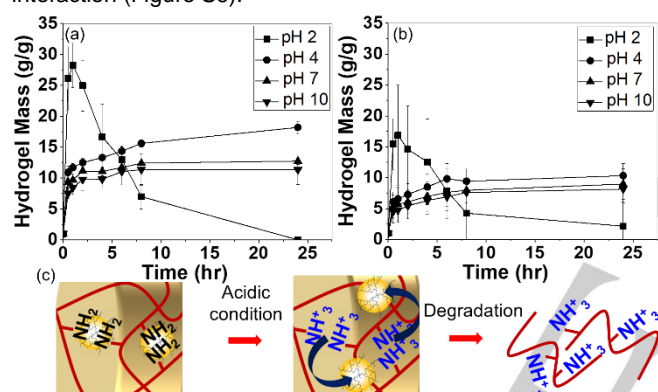 interaction (Figure S6).
(a)
pH 2
pH 4
pH 7
pH 10
Hydrogel Mass (g/g)
35
30
25
20
15
10
5
0
0 5 10 15 20 25
Time (hr)
(b)
pH 2
pH 4
pH 7
pH 10
Hydrogel Mass (g/g)
35
30
25
20
15
10
5
0
0 5 10 15 20 25
Time (hr)
(c)
NH2
NH2
NH2
NH2
Acidic
condition
NH+3
NH+3
NH+3
NH+3
Degradation
NH+3
NH+3
NH+3
NH+3